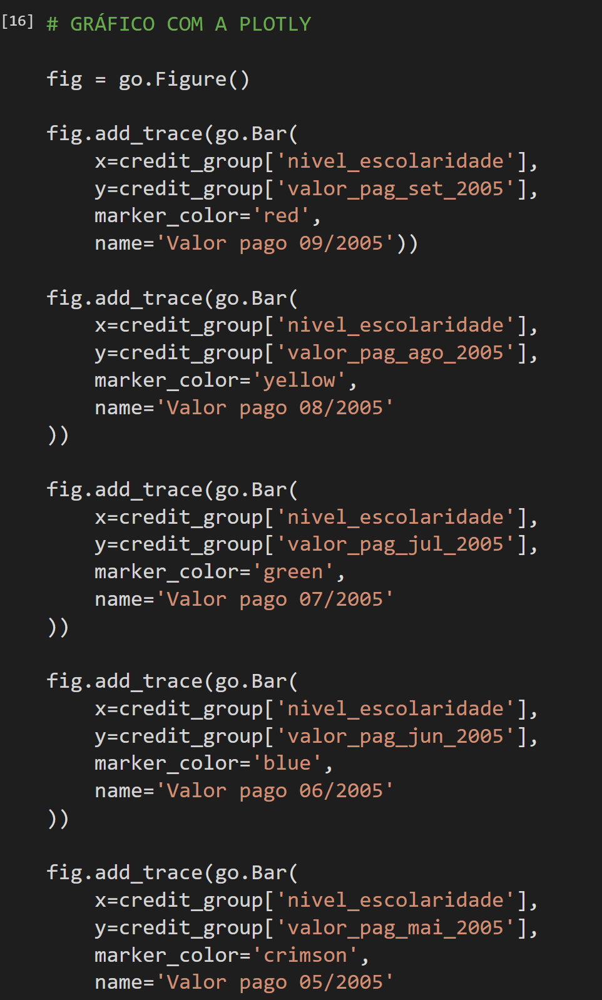 [16] # GRÁFICO COM A PLOTLY
fig = go.Figure()
fig.add_trace(go.Bar(
    x=credit_group['nivel_escolaridade'],
    y=credit_group['valor_pag_set_2005'],
    marker_color='red',
    name='Valor pago 09/2005'))
fig.add_trace(go.Bar(
    x=credit_group['nivel_escolaridade'],
    y=credit_group['valor_pag_ago_2005'],
    marker_color='yellow',
    name='Valor pago 08/2005'
))
fig.add_trace(go.Bar(
    x=credit_group['nivel_escolaridade'],
    y=credit_group['valor_pag_jul_2005'],
    marker_color='green',
    name='Valor pago 07/2005'
))
fig.add_trace(go.Bar(
    x=credit_group['nivel_escolaridade'],
    y=credit_group['valor_pag_jun_2005'],
    marker_color='blue',
    name='Valor pago 06/2005'
))
fig.add_trace(go.Bar(
    x=credit_group['nivel_escolaridade'],
    y=credit_group['valor_pag_mai_2005'],
    marker_color='crimson',
    name='Valor pago 05/2005'